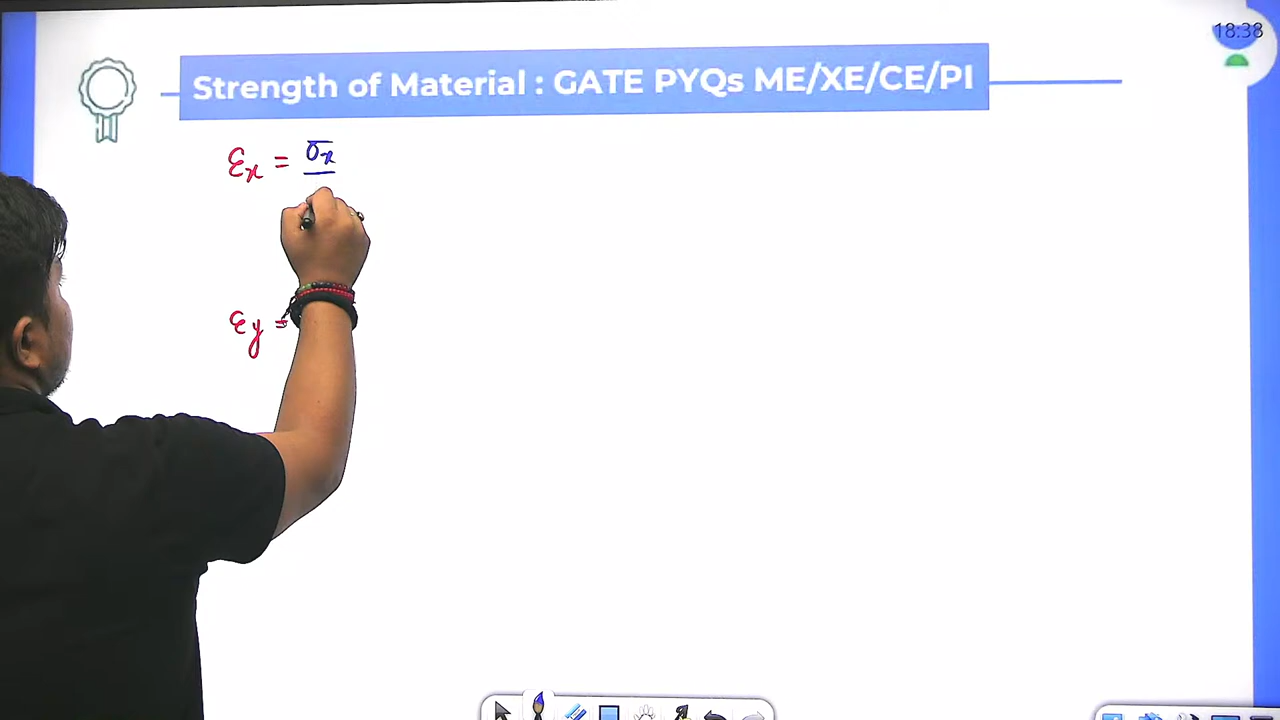 18:38
Strength of Material : GATE PYQs ME/XE/CE/PI
εx = σx
εy =